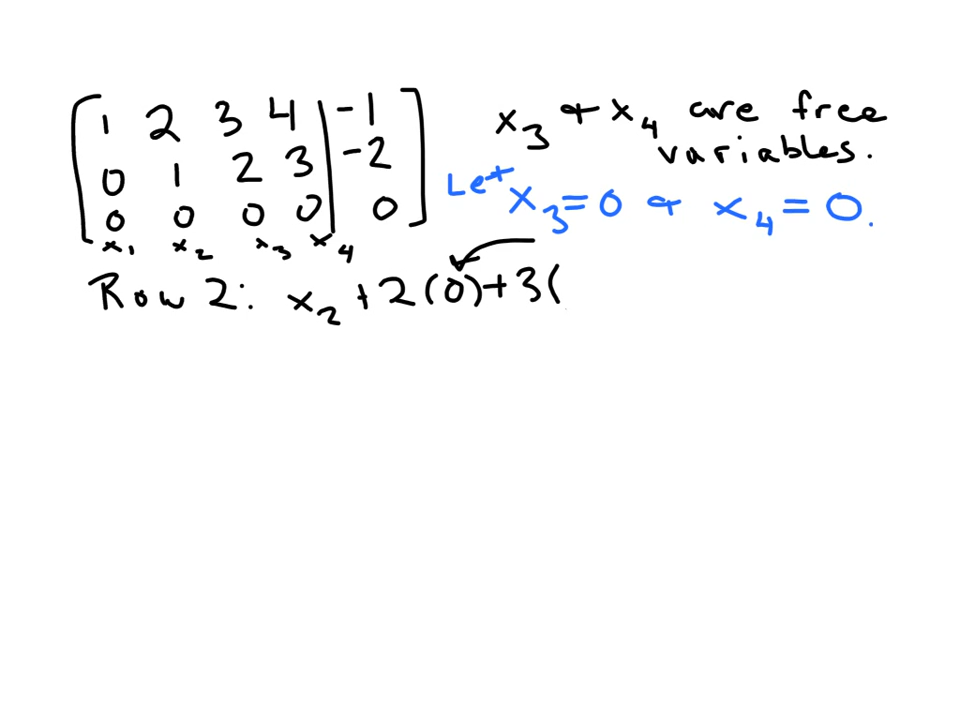 1 2 3 4 | -1
x₃ & x₄ are free
0 1 2 3 | -2
variables.
Let x₃ = 0 & x₄ = 0.
0 0 0 0 | 0
x₁ x₂ x₃ x₄
Row 2: x₂ + 2(0) + 3(